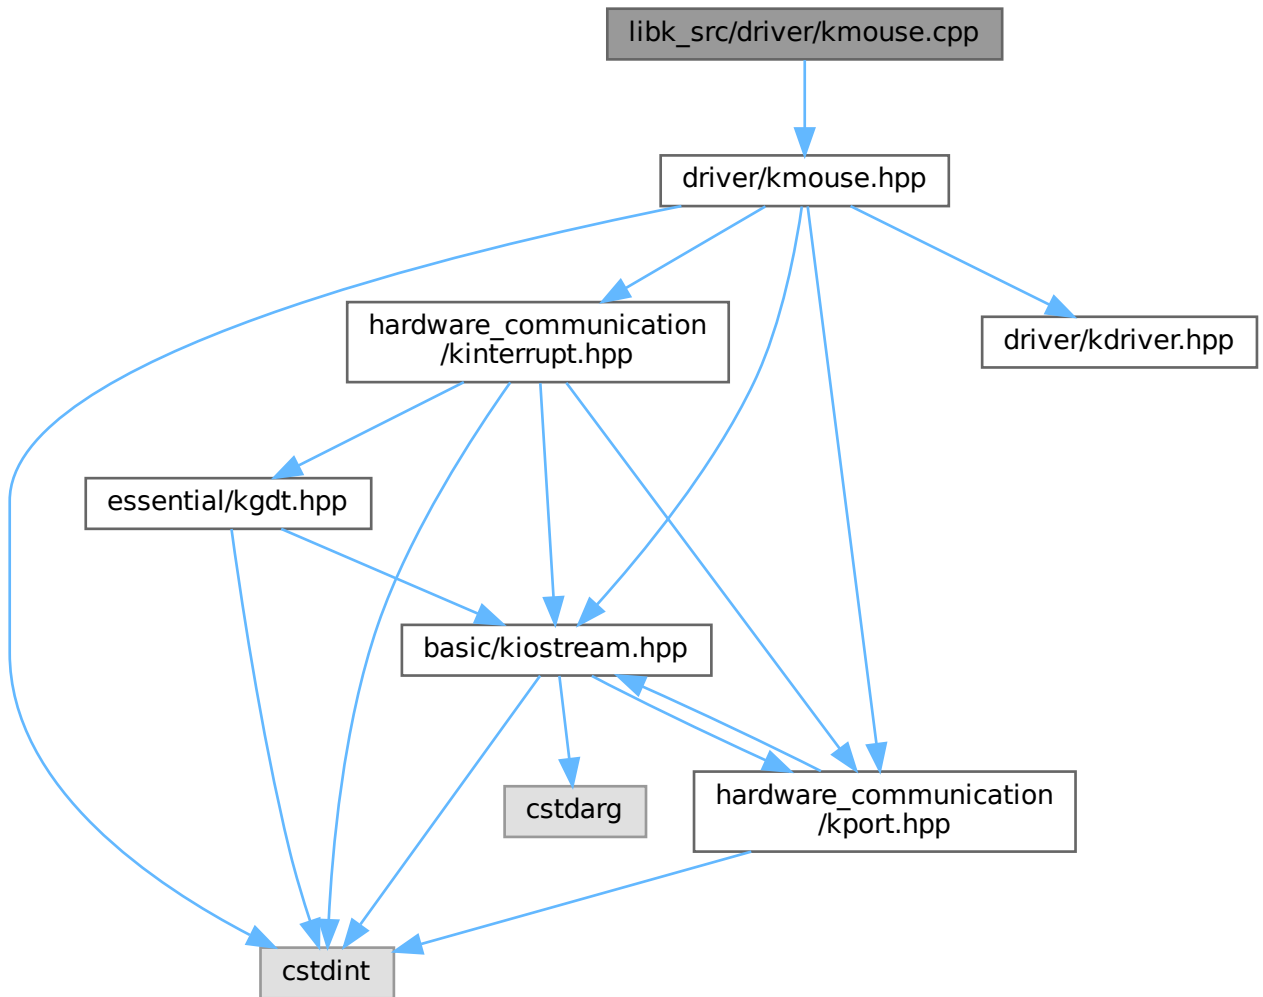 libk_src/driver/kmouse.cpp
driver/kmouse.hpp
hardware_communication
/kinterrupt.hpp
driver/kdriver.hpp
essential/kgdt.hpp
basic/kiostream.hpp
cstdarg
hardware_communication
/kport.hpp
cstdint